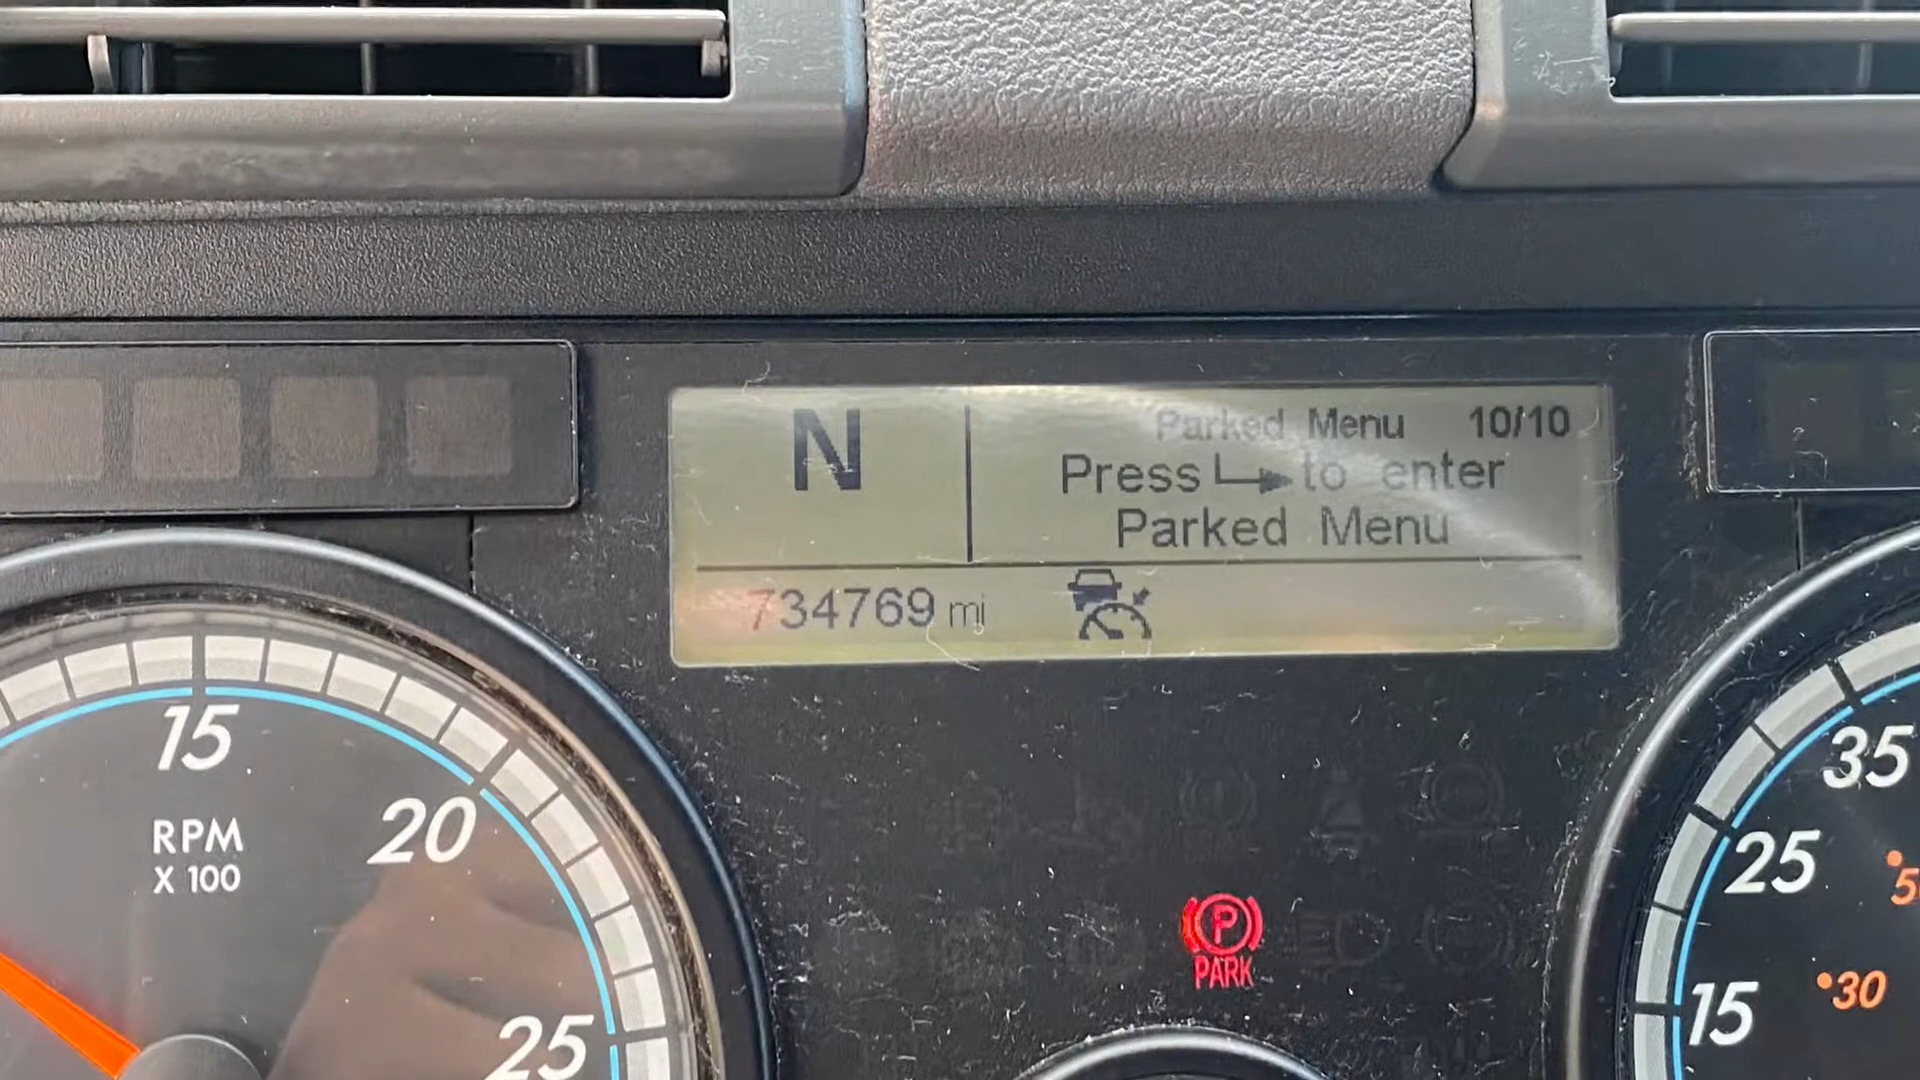 N
Parked Menu 10/10
Press to enter
Parked Menu
734769 mi
15
20
25
RPM
X 100
P
PARK
35
25
15
30